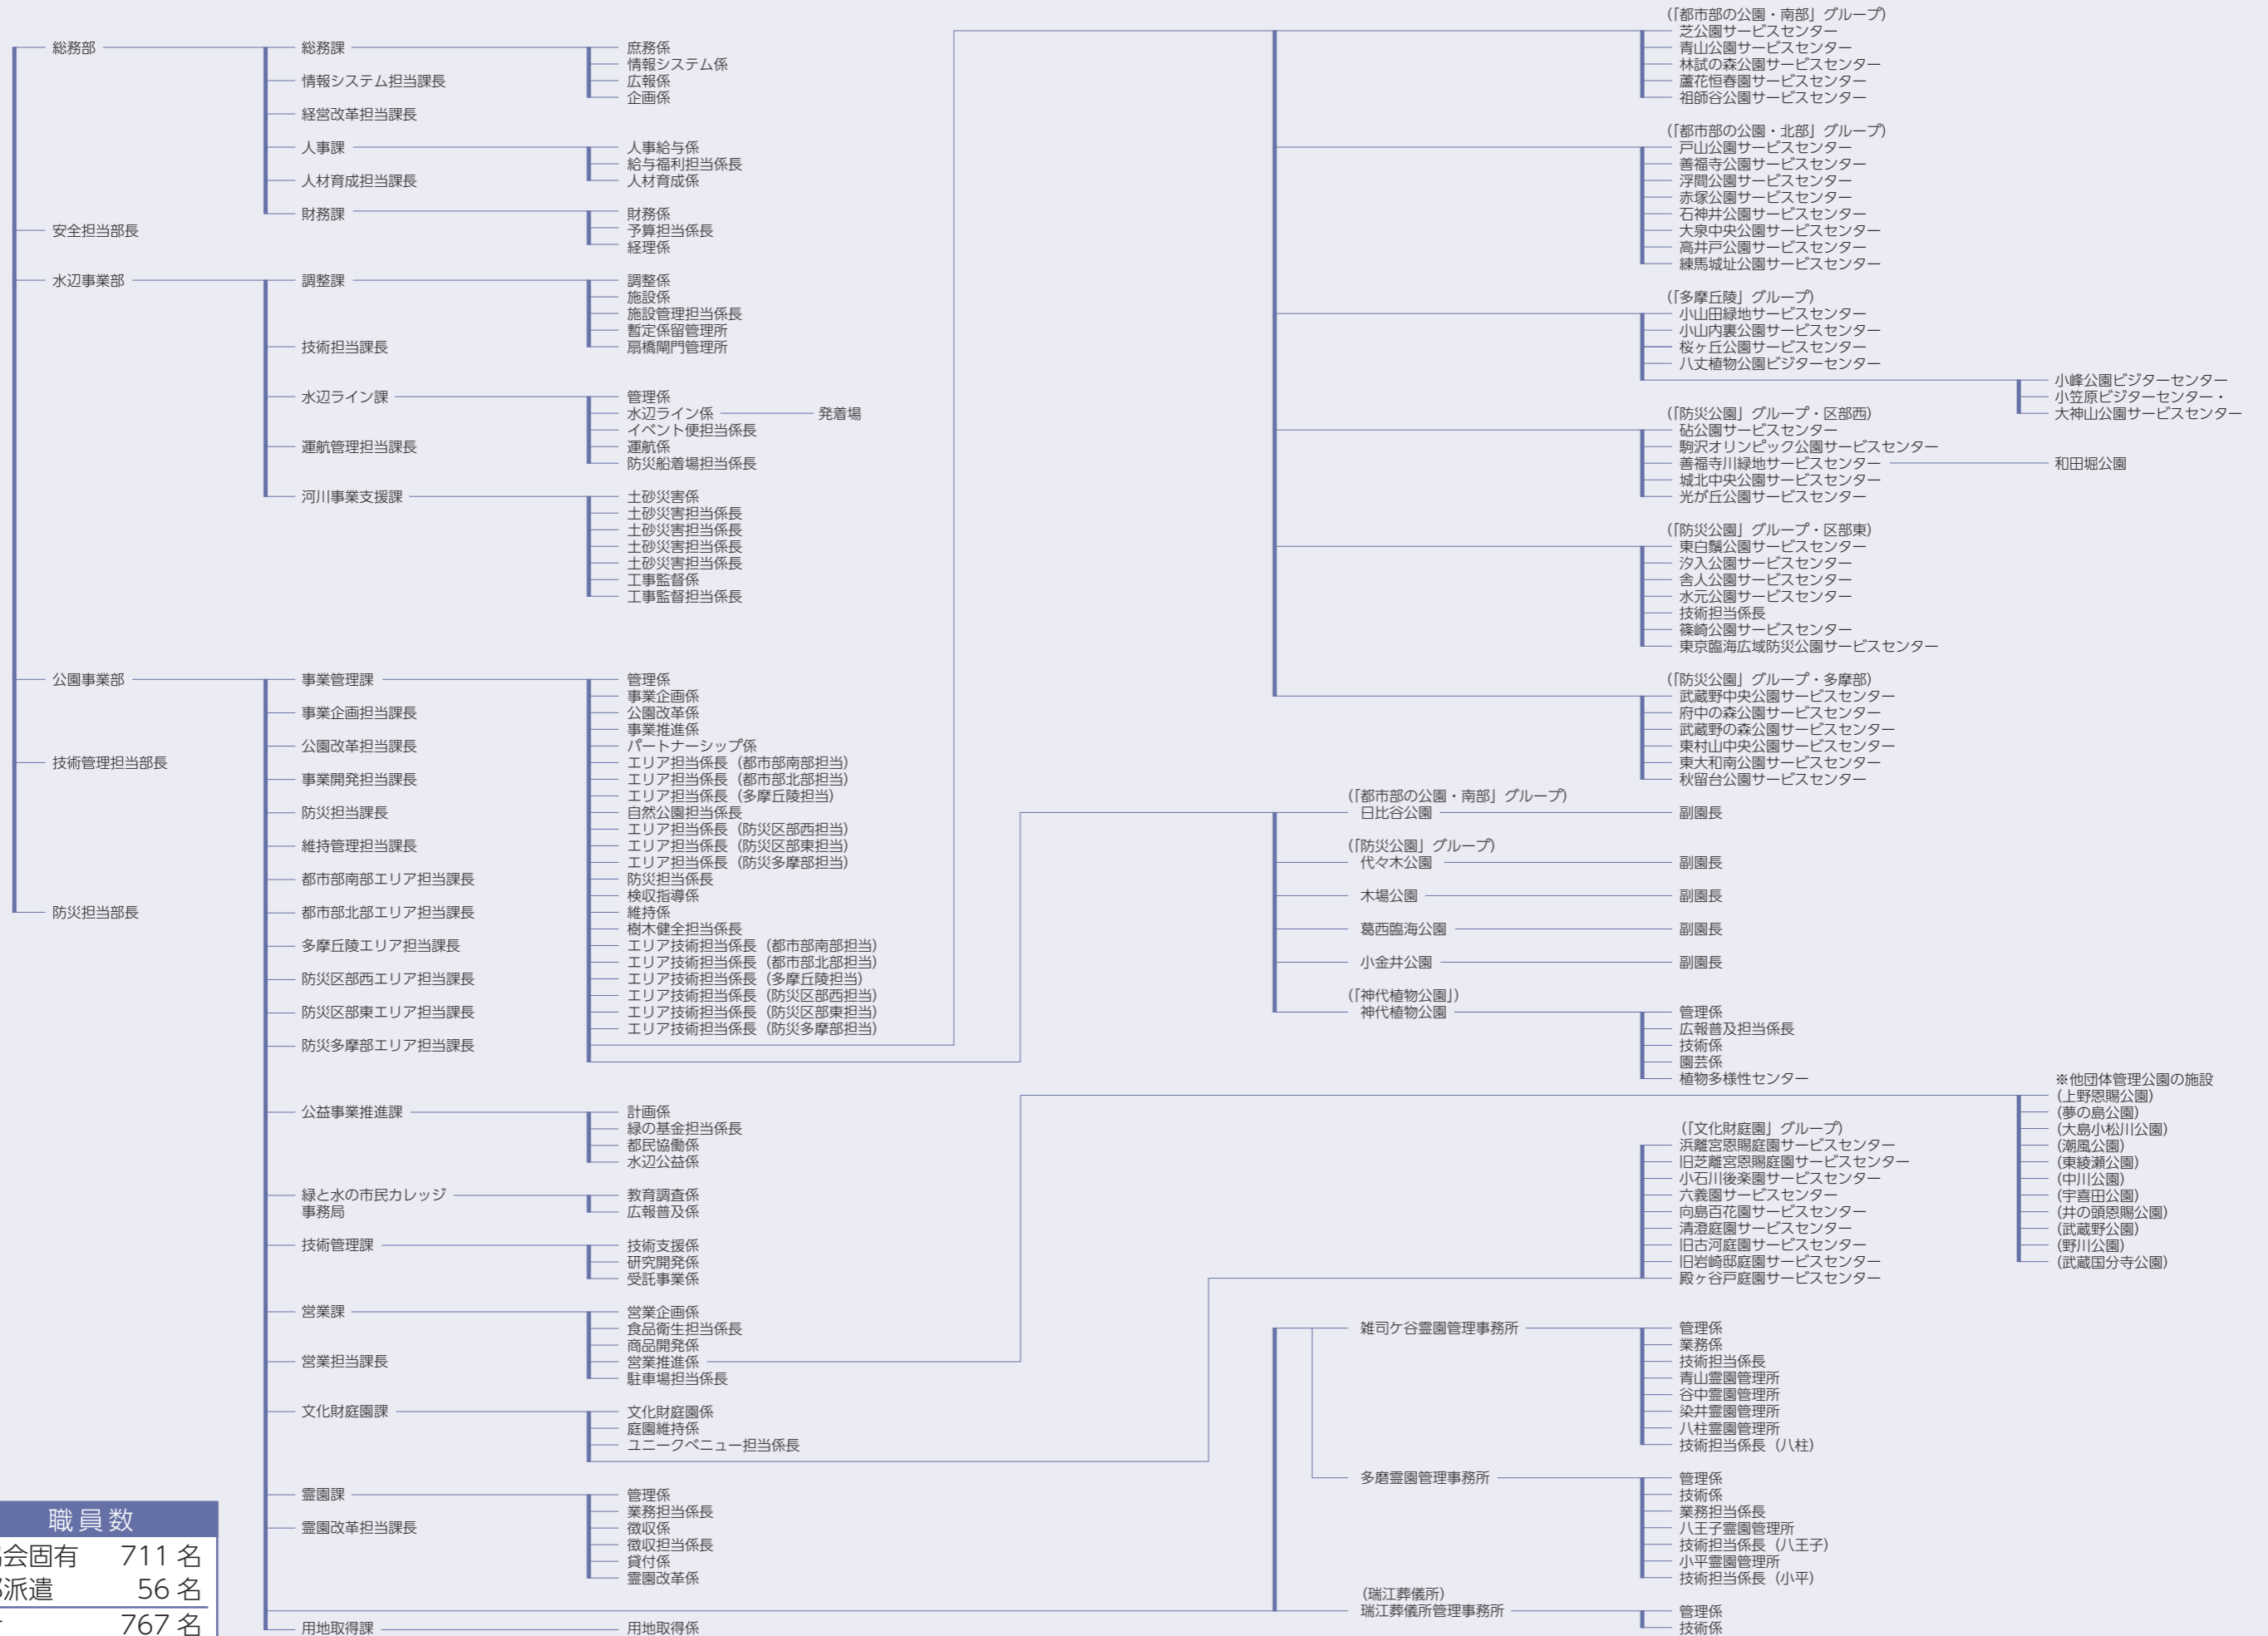 総務部
総務課
庶務係
情報システム係
情報システム担当課長
広報係
企画係
経営改革担当課長
人事課
人事給与係
給与福利担当係長
人材育成担当課長
人材育成係
財務課
財務係
予算担当係長
経理係
安全担当部長
水辺事業部
調整課
調整係
施設係
施設管理担当係長
暫定係留管理所
技術担当課長
扇橋閘門管理所
水辺ライン課
管理係
水辺ライン係
発着場
イベント便担当係長
運航管理担当課長
運航係
防災船着場担当係長
河川事業支援課
土砂災害係
土砂災害担当係長
土砂災害担当係長
土砂災害担当係長
土砂災害担当係長
工事監督係
工事監督担当係長
公園事業部
技術管理担当部長
防災担当部長
事業管理課
事業企画担当課長
公園改革担当課長
事業開発担当課長
防災担当課長
維持管理担当課長
都市部南部エリア担当課長
都市部北部エリア担当課長
多摩丘陵エリア担当課長
防災区部西エリア担当課長
防災区部東エリア担当課長
防災多摩部エリア担当課長
管理係
事業企画係
公園改革係
事業推進係
パートナーシップ係
エリア担当係長（都市部南部担当）
エリア担当係長（都市部北部担当）
エリア担当係長（多摩丘陵担当）
自然公園担当係長
エリア担当係長（防災区部西担当）
エリア担当係長（防災区部東担当）
エリア担当係長（防災多摩部担当）
防災担当係長
検収指導係
維持係
樹木健全担当係長
エリア技術担当係長（都市部南部担当）
エリア技術担当係長（都市部北部担当）
エリア技術担当係長（多摩丘陵担当）
エリア技術担当係長（防災区部西担当）
エリア技術担当係長（防災区部東担当）
エリア技術担当係長（防災多摩部担当）
公益事業推進課
計画係
緑の基金担当係長
都民協働係
水辺公益係
緑と水の市民カレッジ
事務局
教育調査係
広報普及係
技術管理課
技術支援係
研究開発係
受託事業係
営業課
営業担当課長
営業企画係
食品衛生担当係長
商品開発係
営業推進係
駐車場担当係長
文化財庭園課
文化財庭園係
庭園維持係
ユニークベニュー担当係長
霊園課
霊園改革担当課長
管理係
業務担当係長
徴収係
徴収担当係長
貸付係
霊園改革係
用地取得課
用地取得係
（「都市部の公園・南部」グループ）
芝公園サービスセンター
青山公園サービスセンター
林試の森公園サービスセンター
蘆花恒春園サービスセンター
祖師谷公園サービスセンター
（「都市部の公園・北部」グループ）
戸山公園サービスセンター
善福寺公園サービスセンター
浮間公園サービスセンター
赤塚公園サービスセンター
石神井公園サービスセンター
大泉中央公園サービスセンター
高井戸公園サービスセンター
練馬城址公園サービスセンター
（「多摩丘陵」グループ）
小山田緑地サービスセンター
小山内裏公園サービスセンター
桜ヶ丘公園サービスセンター
八丈植物公園ビジターセンター
小峰公園ビジターセンター
小笠原ビジターセンター・
大神山公園サービスセンター
（「防災公園」グループ・区部西）
砧公園サービスセンター
駒沢オリンピック公園サービスセンター
善福寺川緑地サービスセンター
和田堀公園
城北中央公園サービスセンター
光が丘公園サービスセンター
（「防災公園」グループ・区部東）
東白鬚公園サービスセンター
汐入公園サービスセンター
舎人公園サービスセンター
水元公園サービスセンター
技術担当係長
篠崎公園サービスセンター
東京臨海広域防災公園サービスセンター
（「防災公園」グループ・多摩部）
武蔵野中央公園サービスセンター
府中の森公園サービスセンター
武蔵野の森公園サービスセンター
東村山中央公園サービスセンター
東大和南公園サービスセンター
秋留台公園サービスセンター
（「都市部の公園・南部」グループ）
日比谷公園
副園長
（「防災公園」グループ）
代々木公園
副園長
木場公園
副園長
葛西臨海公園
副園長
小金井公園
副園長
（「神代植物公園」）
神代植物公園
管理係
広報普及担当係長
技術係
園芸係
植物多様性センター
※他団体管理公園の施設
（上野恩賜公園）
（夢の島公園）
（大島小松川公園）
（潮風公園）
（東綾瀬公園）
（中川公園）
（宇喜田公園）
（井の頭恩賜公園）
（武蔵野公園）
（野川公園）
（武蔵国分寺公園）
（「文化財庭園」グループ）
浜離宮恩賜庭園サービスセンター
旧芝離宮恩賜庭園サービスセンター
小石川後楽園サービスセンター
六義園サービスセンター
向島百花園サービスセンター
清澄庭園サービスセンター
旧古河庭園サービスセンター
旧岩崎邸庭園サービスセンター
殿ヶ谷戸庭園サービスセンター
雑司ケ谷霊園管理事務所
管理係
業務係
技術担当係長
青山霊園管理所
谷中霊園管理所
染井霊園管理所
八柱霊園管理所
技術担当係長（八柱）
多磨霊園管理事務所
管理係
技術係
業務担当係長
八王子霊園管理所
技術担当係長（八王子）
小平霊園管理所
技術担当係長（小平）
（瑞江葬儀所）
瑞江葬儀所管理事務所
管理係
技術係
職員数
会固有 711名
派遣 56名
767名